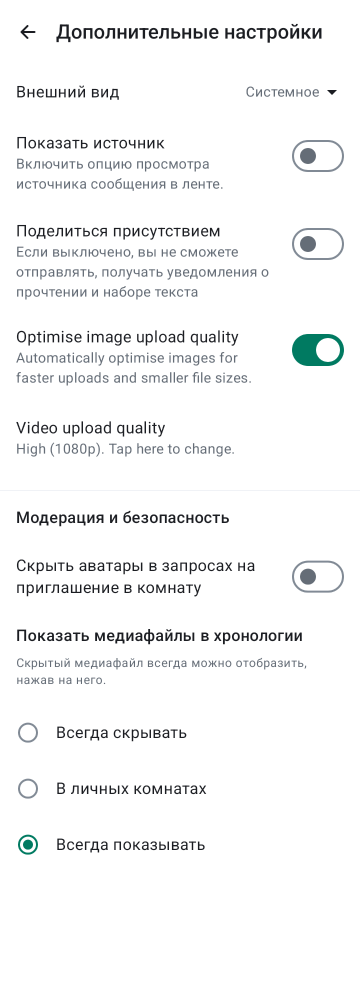 Дополнительные настройки
Внешний вид
Системное
Показать источник
Включить опцию просмотра
источника сообщения в ленте.
Поделиться присутствием
Если выключено, вы не сможете
отправлять, получать уведомления о
прочтении и наборе текста
Optimise image upload quality
Automatically optimise images for
faster uploads and smaller file sizes.
Video upload quality
High (1080p). Tap here to change.
Модерация и безопасность
Скрыть аватары в запросах на
приглашение в комнату
Показать медиафайлы в хронологии
Скрытый медиафайл всегда можно отобразить,
нажав на него.
Всегда скрывать
В личных комнатах
Всегда показывать